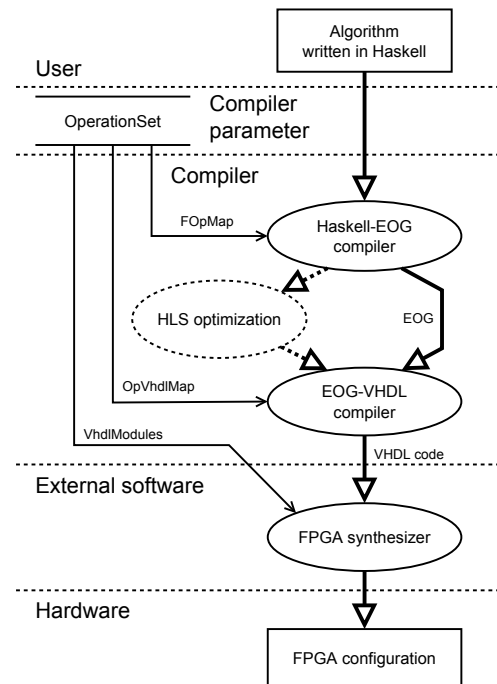 Algorithm
written in Haskell
User
OperationSet
Compiler
parameter
Compiler
FOpMap
Haskell-EOG
compiler
HLS optimization
EOG
OpVhdlMap
EOG-VHDL
compiler
VhdlModules
VHDL code
External software
FPGA synthesizer
Hardware
FPGA configuration